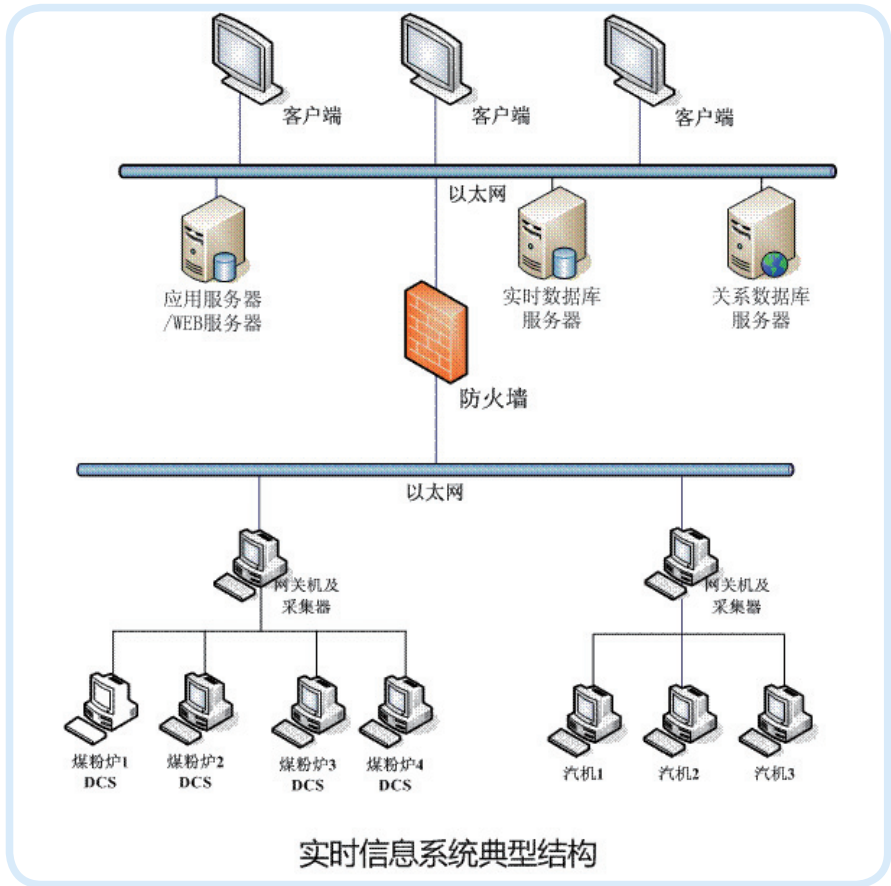 客户端
客户端
客户端
以太网
应用服务器
/WEB服务器
实时数据库
服务器
关系数据库
服务器
防火墙
以太网
网关机及
采集器
网关机及
采集器
煤粉炉1
DCS
煤粉炉2
DCS
煤粉炉3
DCS
煤粉炉4
DCS
汽机1
汽机2
汽机3
实时信息系统典型结构